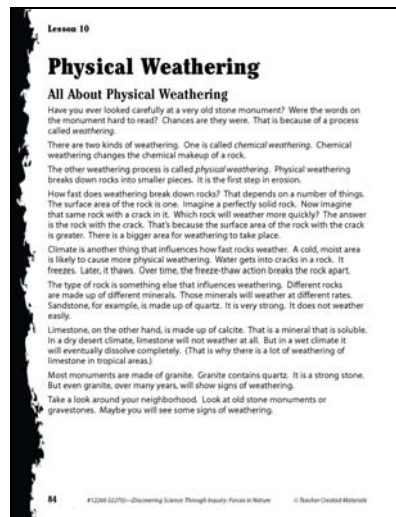 Lesson 10
Physical Weathering
All About Physical Weathering
Have you ever looked carefully at a very old stone monument? Were the words on
the monument hard to read? Chances are they were. That is because of a process
called weathering.
There are two kinds of weathering. One is called chemical weathering. Chemical
weathering changes the chemical makeup of a rock.
The other weathering process is called physical weathering. Physical weathering
breaks down rocks into smaller pieces. It is the first step in erosion.
How fast does weathering break down rocks? That depends on a number of things.
The surface area of the rock is one. Imagine a perfectly solid rock. Now imagine
that same rock with a crack in it. Which rock will weather more quickly? The answer
is the rock with the crack. That's because the surface area of the rock with the crack
is greater. There is a bigger area for weathering to take place.
Climate is another thing that influences how fast rocks weather. A cold, moist area
is likely to cause more physical weathering. Water gets into cracks in a rock. It
freezes. Later, it thaws. Over time, the freeze-thaw action breaks the rock apart.
The type of rock is something else that influences weathering. Different rocks
are made up of different minerals. Those minerals will weather at different rates.
Sandstone, for example, is made up of quartz. It is very strong. It does not weather
easily.
Limestone, on the other hand, is made up of calcite. That is a mineral that is soluble.
In a dry desert climate, limestone will not weather at all. But in a wet climate it
will eventually dissolve completely. (That is why there is a lot of weathering of
limestone in tropical areas.)
Most monuments are made of granite. Granite contains quartz. It is a strong stone.
But even granite, over many years, will show signs of weathering.
Take a look around your neighborhood. Look at old stone monuments or
gravestones. Maybe you will see some signs of weathering.
84 #12266 (i2270)—Discovering Science Through Inquiry: Forces in Nature © Teacher Created Materials